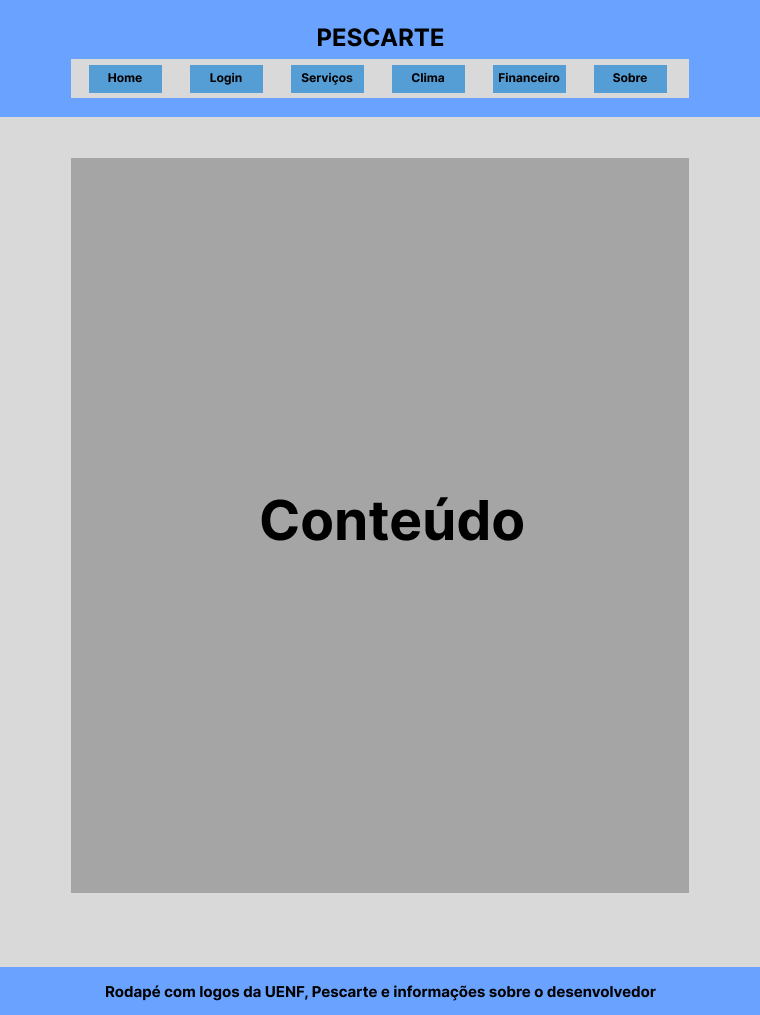 PESCARTE
Home Login Serviços Clima Financeiro Sobre
Conteúdo
Rodapé com logos da UENF, Pescarte e informações sobre o desenvolvedor